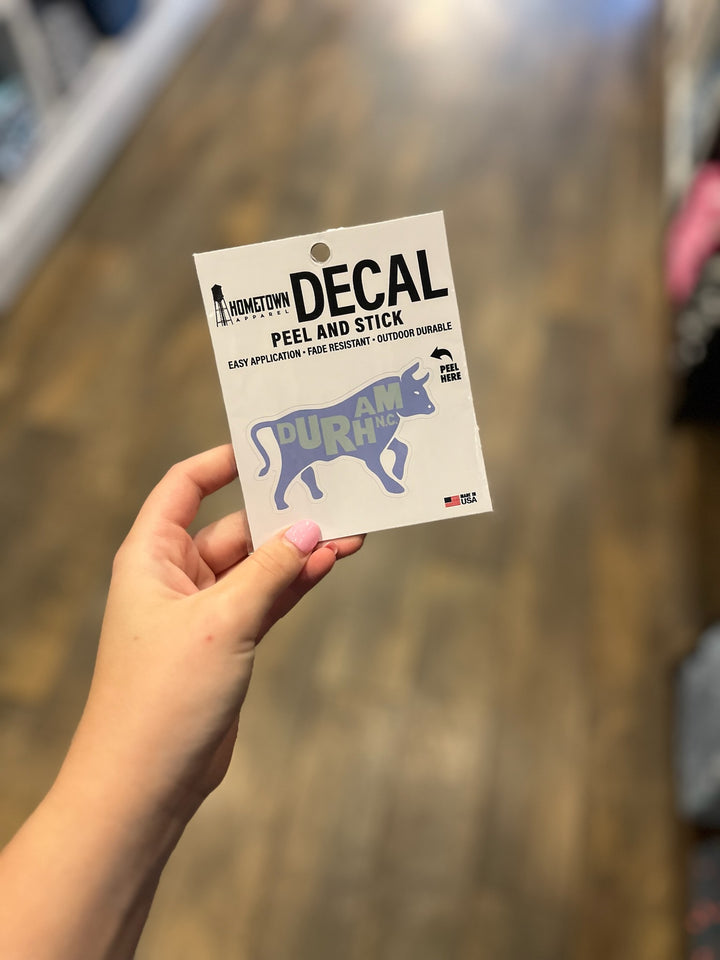 HOMETOWN
APPAREL
DECAL
PEEL AND STICK
EASY APPLICATION • FADE RESISTANT • OUTDOOR DURABLE
PEEL
HERE
DURHAM
N.C.
MADE IN
USA